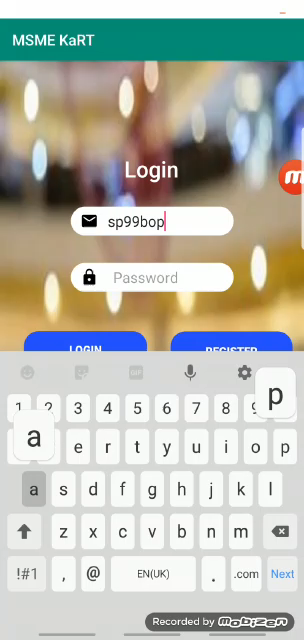 MSME KaRT
Login
sp99bop
m
Password
LOGIN
REGISTER
GIF
p
a
1 2 3 4 5 6 7 8 9
e r t y u i o p
a s d f g h j k l
z x c v b n m
!#1 , @ EN(UK) . .com Next
Recorded by mobizen